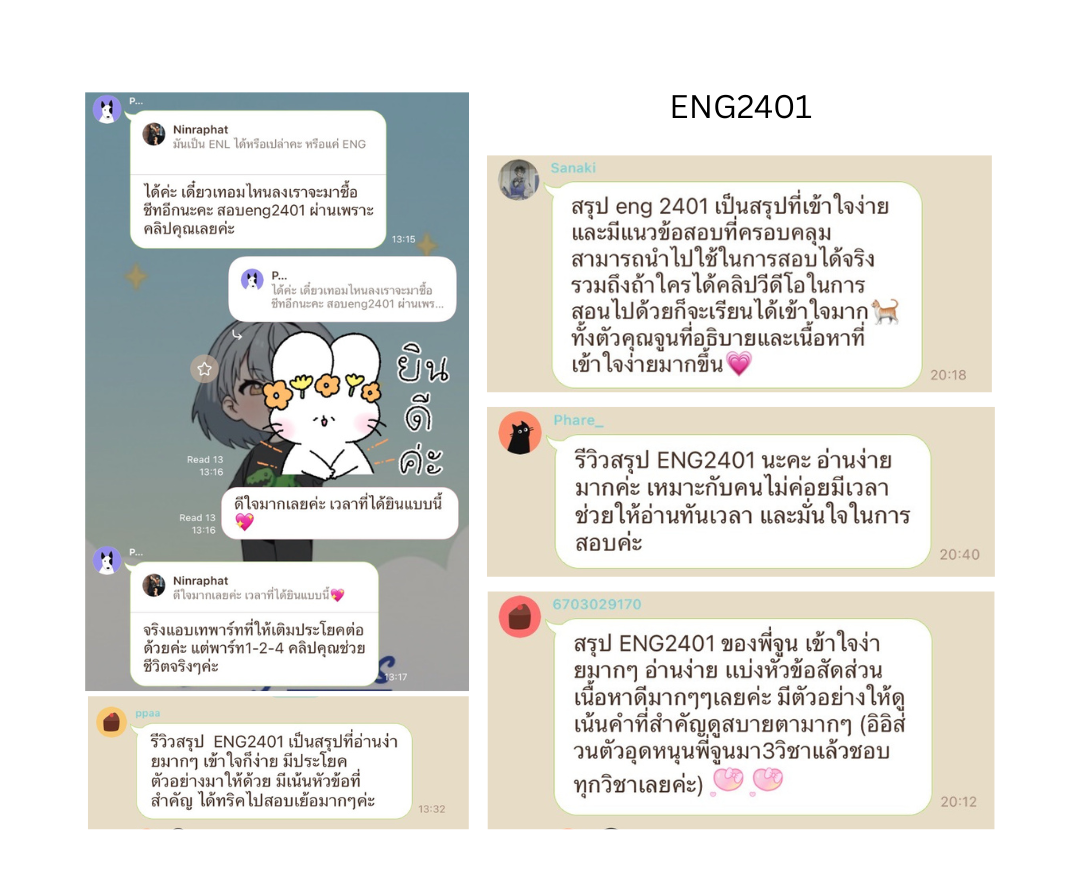 ENG2401
P...
Ninraphat
มันเป็น ENL ได้หรือเปล่าคะ หรือแค่ ENG
ได้ค่ะ เดี๋ยวเทอมไหนลงเราจะมาซื้อ
ชีทอีกนะคะ สอบeng2401 ผ่านเพราะ
คลิปคุณเลยค่ะ
13:15
P...
ได้ค่ะ เดี๋ยวเทอมไหนลงเราจะมาซื้อ
ชีทอีกนะคะ สอบeng2401 ผ่านเพร...
ยิน
ดี
ค่ะ
Read 13
13:16
ดีใจมากเลยค่ะ เวลาที่ได้ยินแบบนี้
💖
Read 13
13:16
P...
Ninraphat
ดีใจมากเลยค่ะ เวลาที่ได้ยินแบบนี้💖
จริงแอบเทพาร์ทที่ให้เติมประโยคต่อ
ด้วยค่ะ แต่พาร์ท1-2-4 คลิปคุณช่วย
ชีวิตจริงๆค่ะ
13:17
ppaa
รีวิวสรุป ENG2401 เป็นสรุปที่อ่านง่า
ยมากๆ เข้าใจก็ง่าย มีประโยค
ตัวอย่างมาให้ด้วย มีเน้นหัวข้อที่
สำคัญ ได้ทริคไปสอบเย้อมากๆค่ะ
13:32
Sanaki
สรุป eng 2401 เป็นสรุปที่เข้าใจง่าย
และมีแนวข้อสอบที่ครอบคลุม
สามารถนำไปใช้ในการสอบได้จริง
รวมถึงถ้าใครได้คลิปวีดีโอในการ
สอนไปด้วยก็จะเรียนได้เข้าใจมาก🐈
ทั้งตัวคุณจูนที่อธิบายและเนื้อหาที่
เข้าใจง่ายมากขึ้น💗
20:18
Phare_
รีวิวสรุป ENG2401 นะคะ อ่านง่าย
มากค่ะ เหมาะกับคนไม่ค่อยมีเวลา
ช่วยให้อ่านทันเวลา และมั่นใจในการ
สอบค่ะ
20:40
6703029170
สรุป ENG2401 ของพี่จูน เข้าใจง่า
ยมากๆ อ่านง่าย แบ่งหัวข้อสัดส่วน
เนื้อหาดีมากๆๆเลยค่ะ มีตัวอย่างให้ดู
เน้นคำที่สำคัญดูสบายตามากๆ (อิอิส่
วนตัวอุดหนุนพี่จูนมา3วิชาแล้วชอบ
ทุกวิชาเลยค่ะ)
20:12